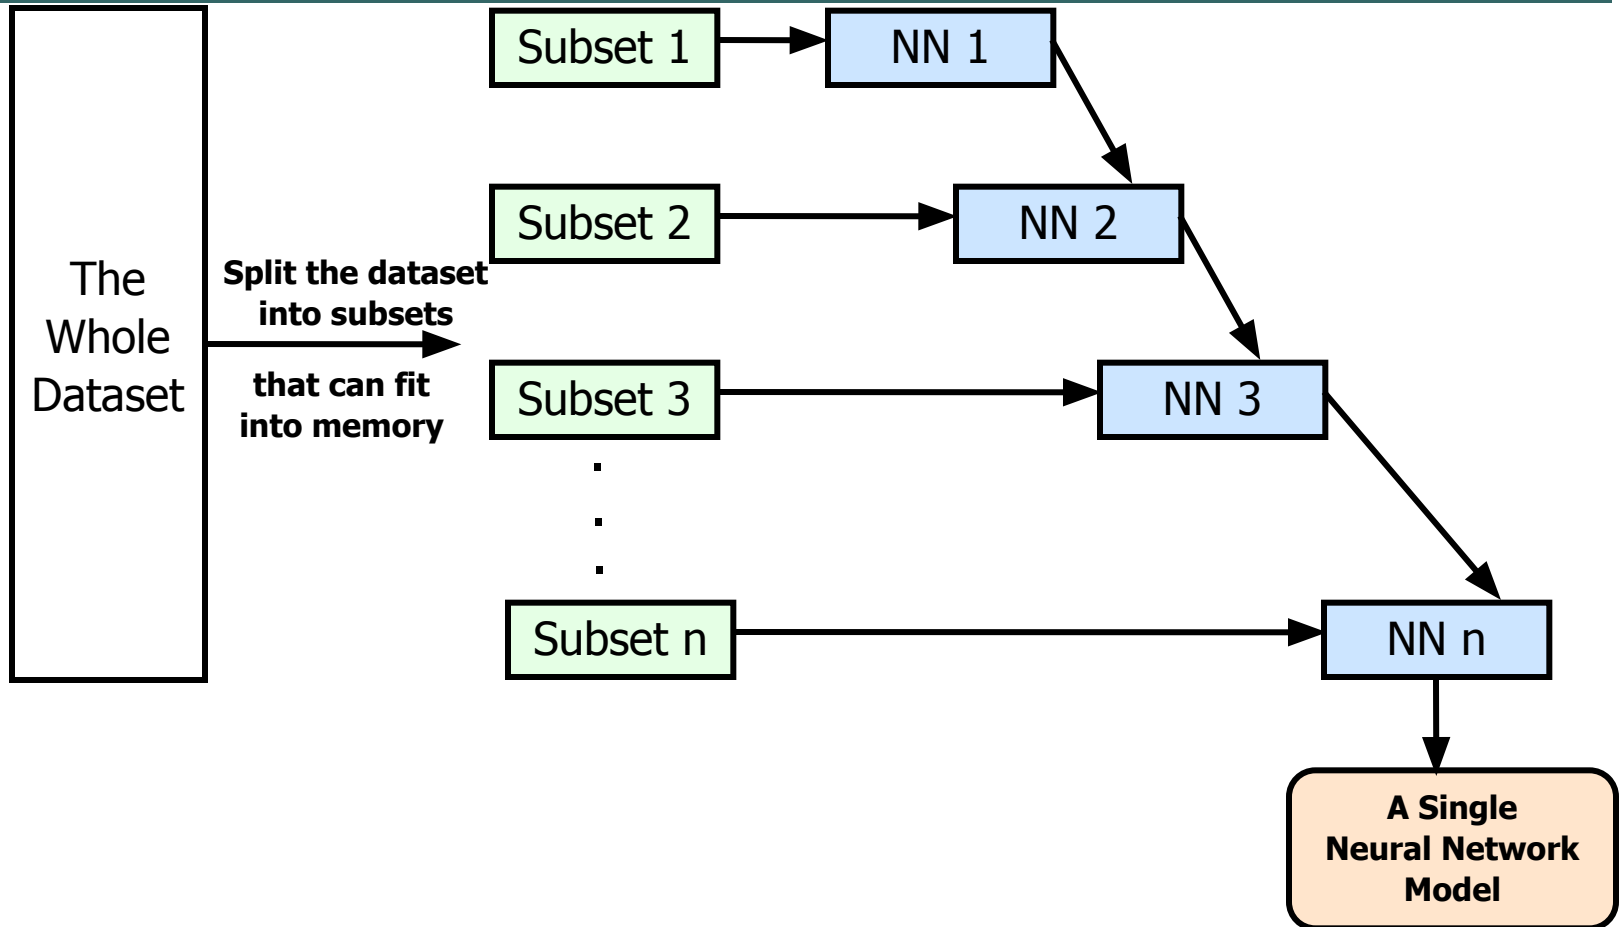 The
Whole
Dataset
Split the dataset
into subsets
that can fit
into memory
Subset 1
NN 1
Subset 2
NN 2
Subset 3
NN 3
.
.
.
Subset n
NN n
A Single
Neural Network
Model